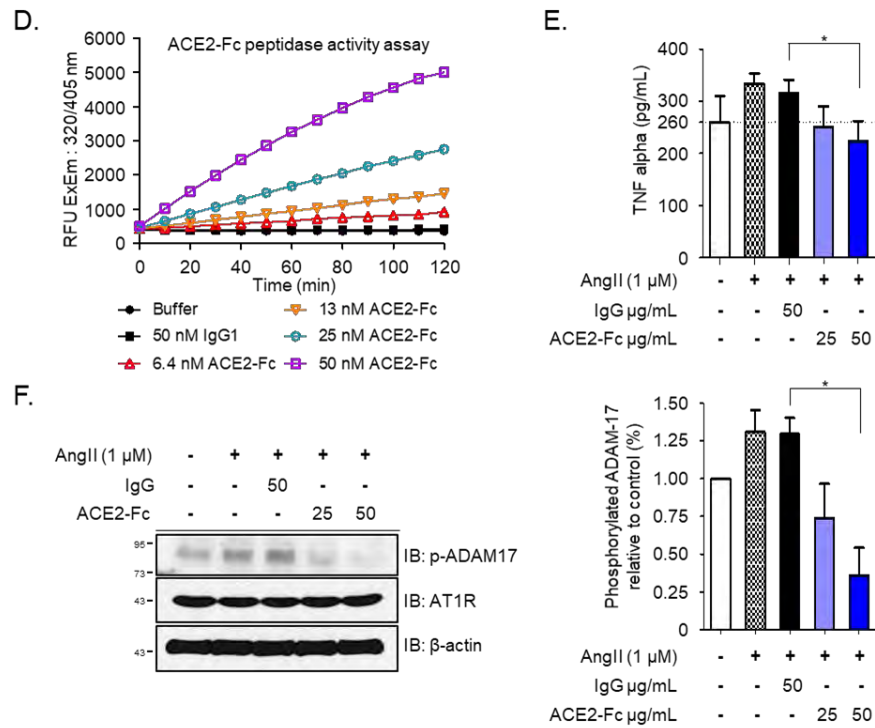 D.
ACE2-Fc peptidase activity assay
RFU ExEm : 320/405 nm
6000
5000
4000
3000
2000
1000
0
0 20 40 60 80 100 120
Time (min)
Buffer
50 nM IgG1
6.4 nM ACE2-Fc
13 nM ACE2-Fc
25 nM ACE2-Fc
50 nM ACE2-Fc
E.
TNF alpha (pg/mL)
400
300
260
200
100
0
*
AngII (1 µM) - + + + +
IgG µg/mL - - 50 - -
ACE2-Fc µg/mL - - - 25 50
F.
AngII (1 µM) - + + + +
IgG - - 50 - -
ACE2-Fc - - - 25 50
95
73
IB: p-ADAM17
43
IB: AT1R
43
IB: β-actin
Phosphorylated ADAM-17
relative to control (%)
1.50
1.25
1.00
0.75
0.50
0.25
0
*
AngII (1 µM) - + + + +
IgG µg/mL - - 50 - -
ACE2-Fc µg/mL - - - 25 50